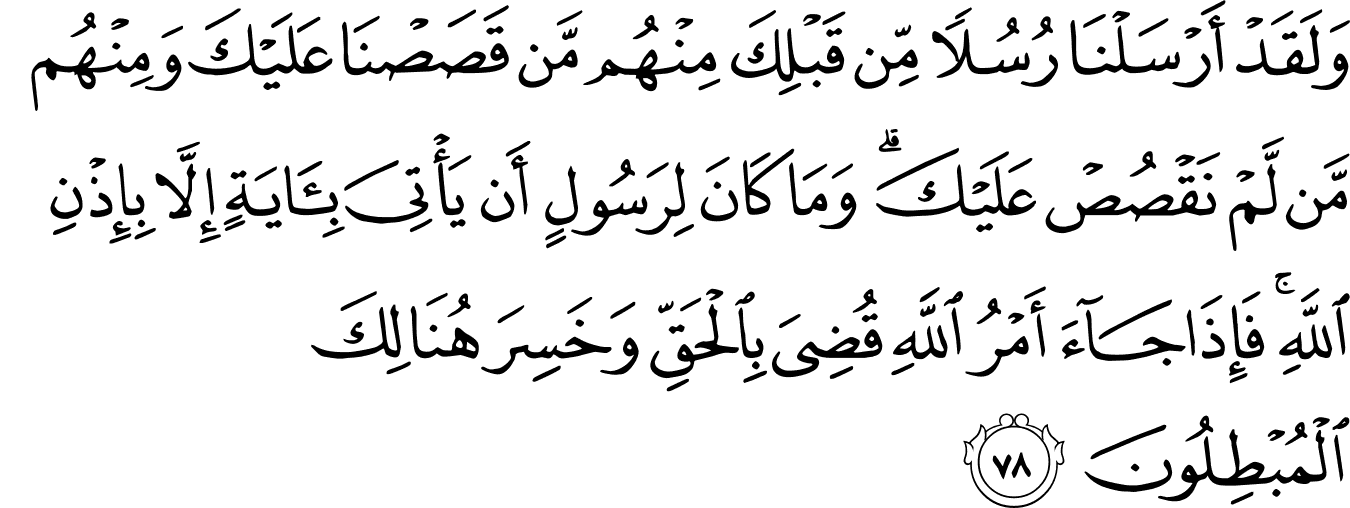 وَلَقَدْ أَرْسَلْنَا رُسُلًا مِّن قَبْلِكَ مِنْهُم مَّن قَصَصْنَا عَلَيْكَ وَمِنْهُم
مَّن لَّمْ نَقْصُصْ عَلَيْكَ ۗ وَمَا كَانَ لِرَسُولٍ أَن يَأْتِىَ بِـَٔايَةٍ إِلَّا بِإِذْنِ
ٱللَّهِ ۚ فَإِذَا جَآءَ أَمْرُ ٱللَّهِ قُضِىَ بِٱلْحَقِّ وَخَسِرَ هُنَالِكَ
ٱلْمُبْطِلُونَ ٧٨